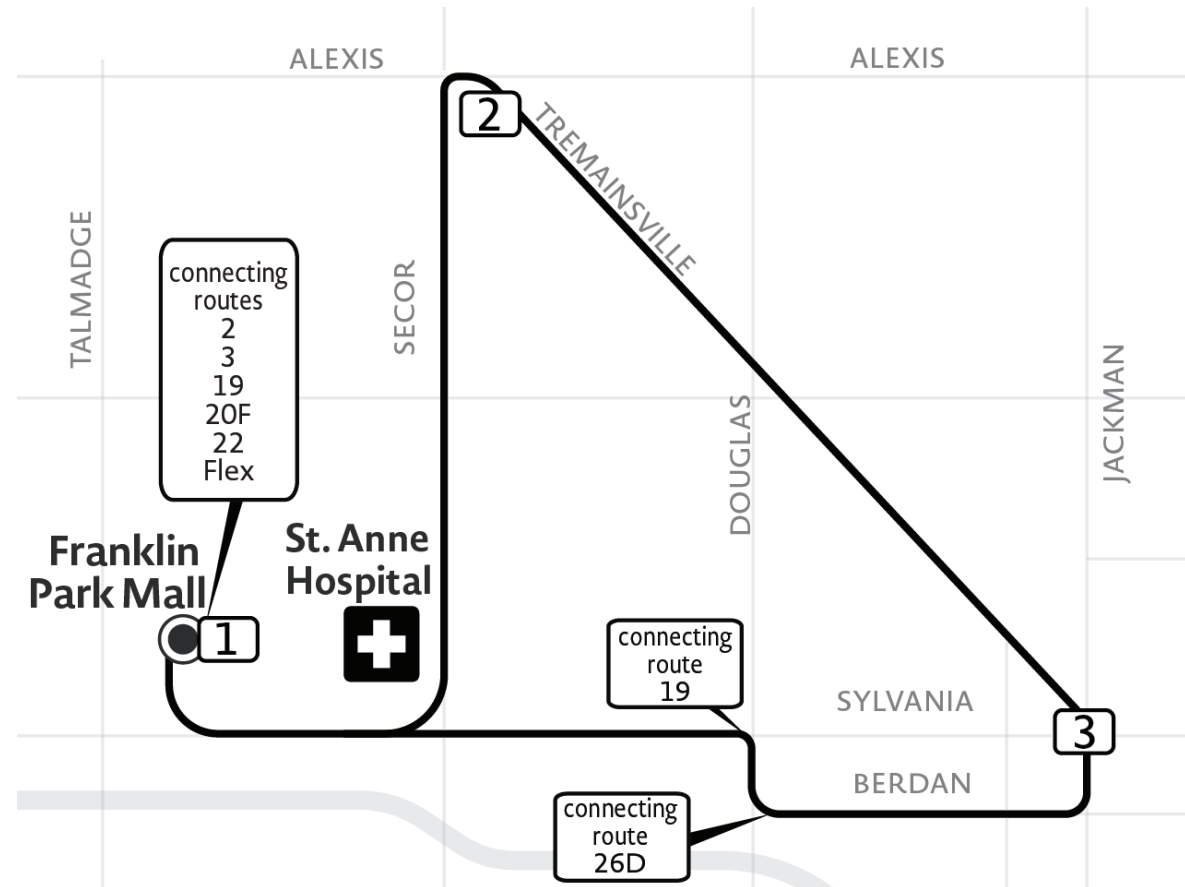 ALEXIS
ALEXIS
2
TREMAINSVILLE
TALMADGE
SECOR
connecting
routes
2
3
19
20F
22
Flex
JACKMAN
DOUGLAS
Franklin
Park Mall
St. Anne
Hospital
1
connecting
route
19
SYLVANIA
3
BERDAN
connecting
route
26D